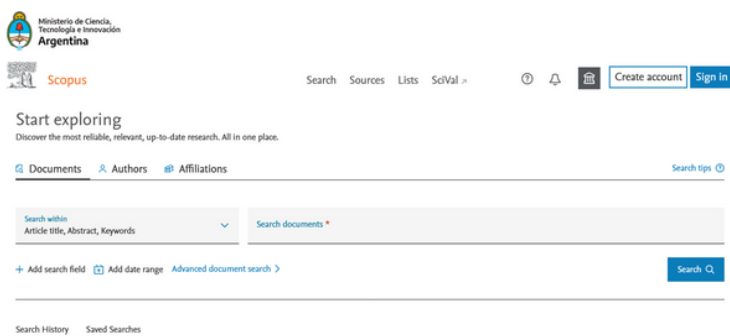 Ministerio de Ciencia,
Tecnología e Innovación
Argentina
Scopus
Search Sources Lists SciVal ↗
Create account
Sign in
Start exploring
Discover the most reliable, relevant, up-to-date research. All in one place.
Documents Authors Affiliations
Search tips
Search within
Article title, Abstract, Keywords
Search documents *
+ Add search field Add date range Advanced document search >
Search
Search History Saved Searches